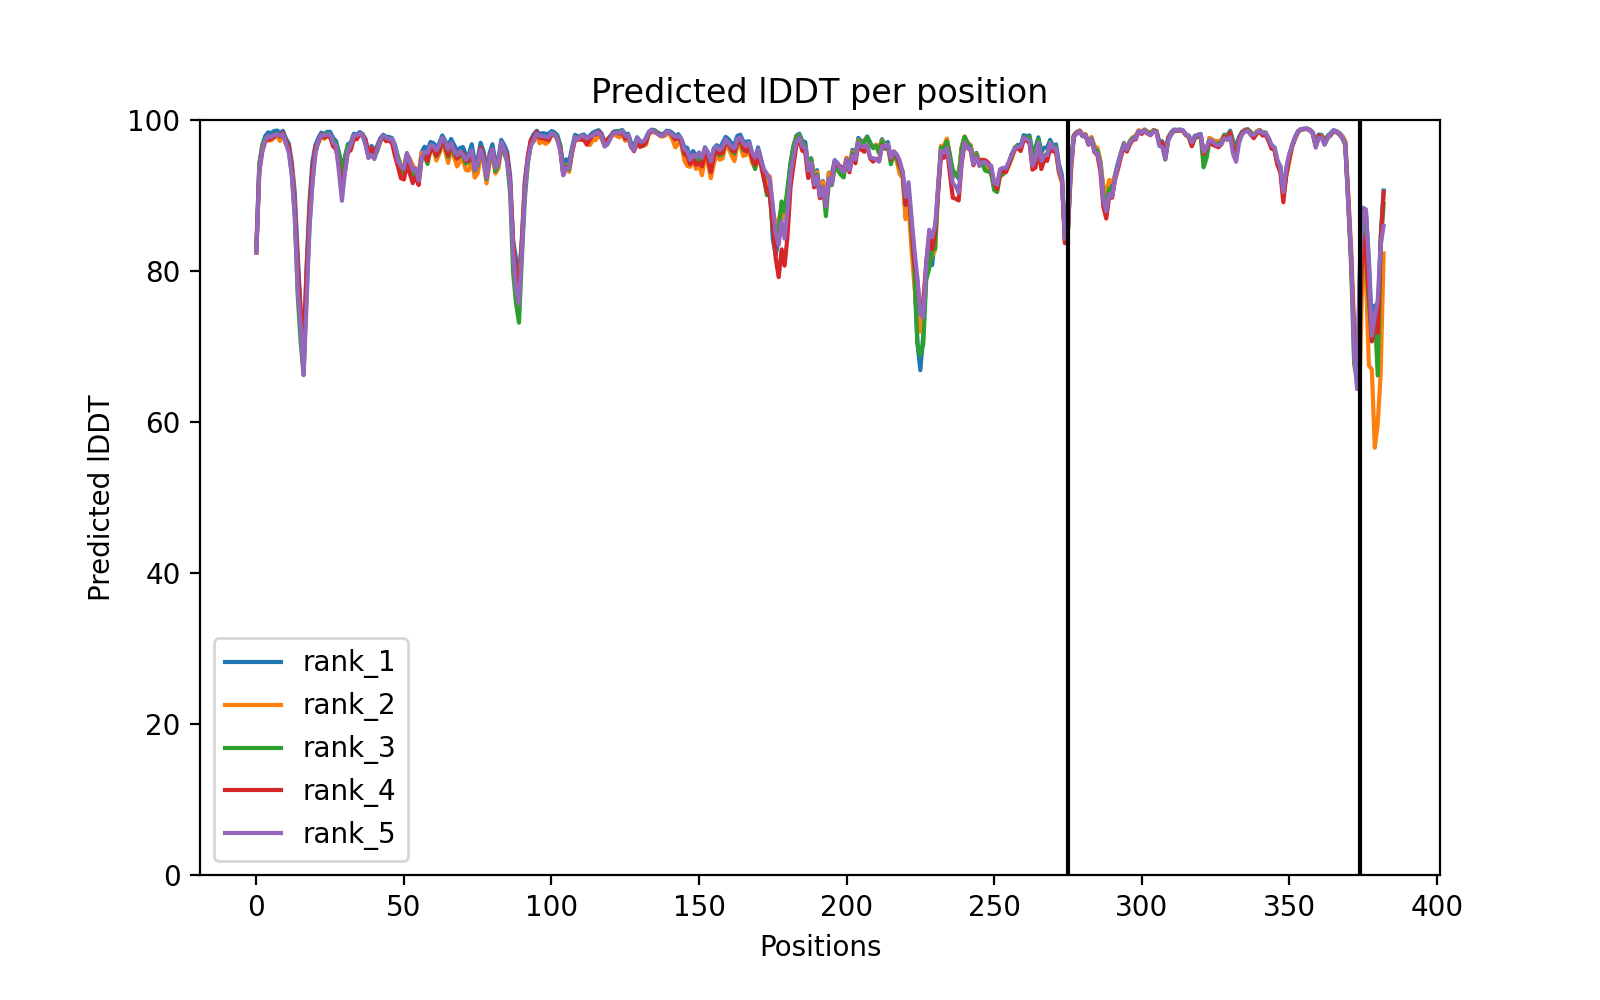 Predicted lDDT per position
100
80
60
40
20
0
Predicted lDDT
rank_1
rank_2
rank_3
rank_4
rank_5
0 50 100 150 200 250 300 350 400
Positions